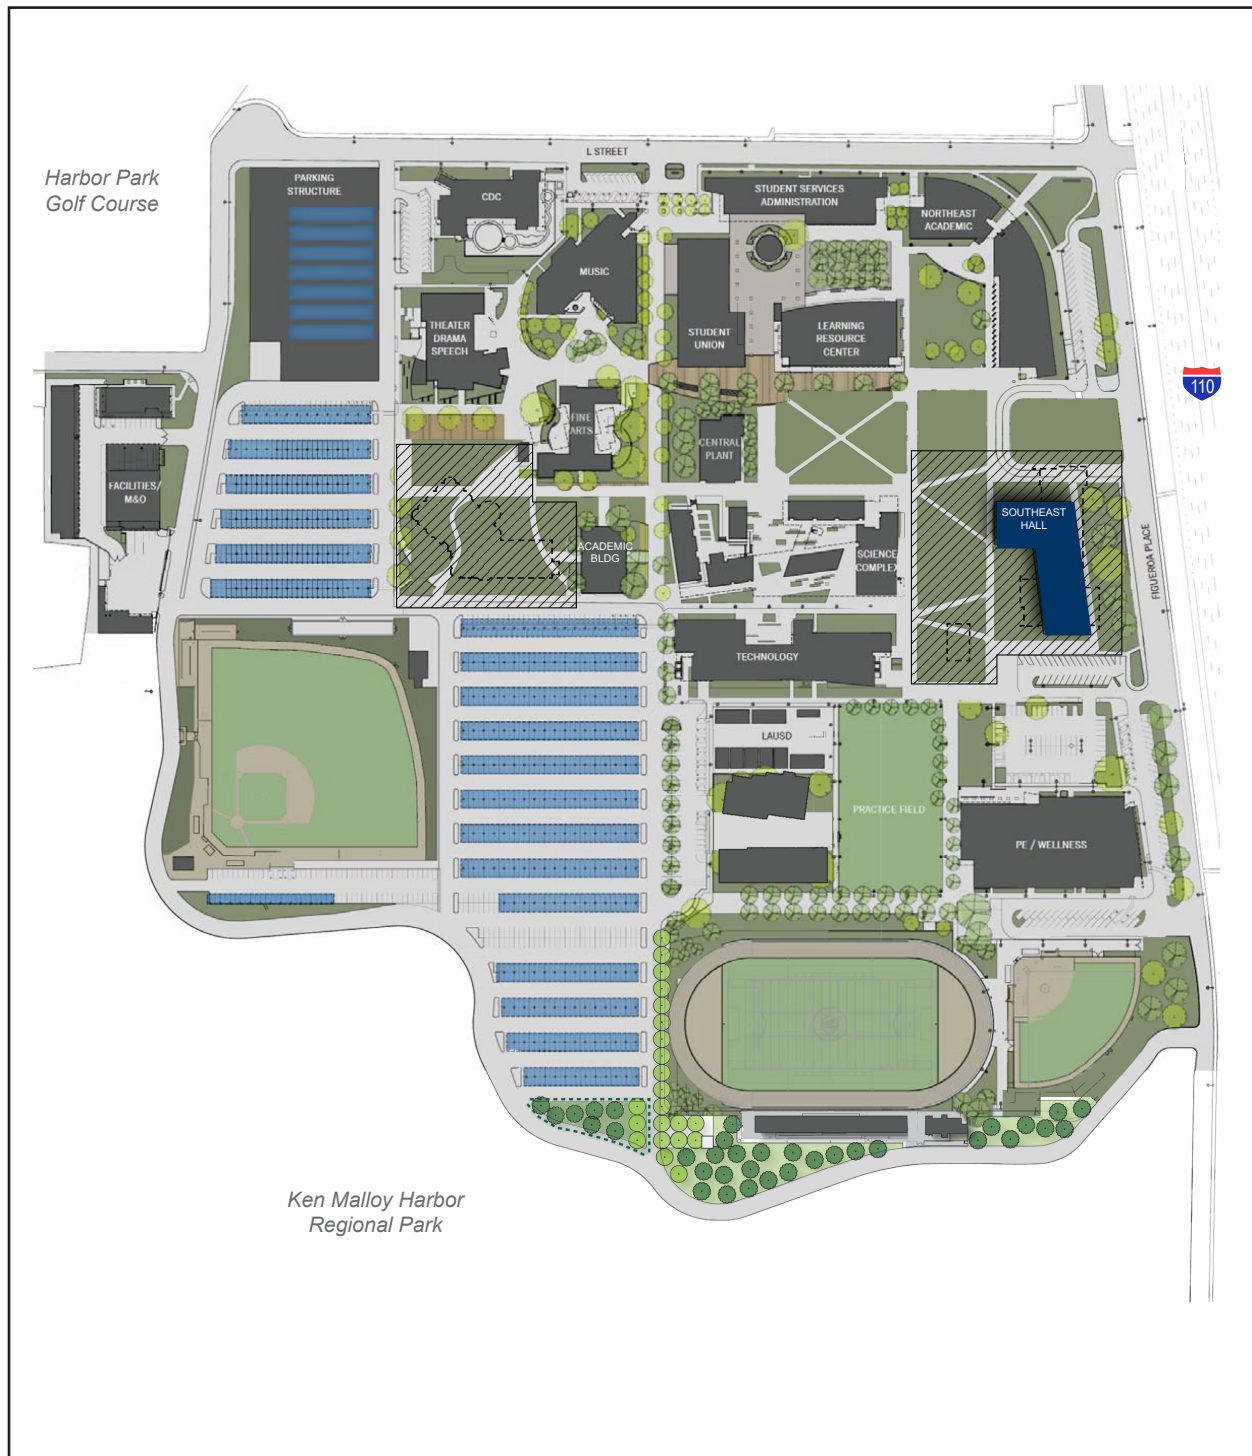 L STREET
Harbor Park
Golf Course
PARKING
STRUCTURE
CDC
STUDENT SERVICES
ADMINISTRATION
NORTHEAST
ACADEMIC
MUSIC
THEATER
DRAMA
SPEECH
STUDENT
UNION
LEARNING
RESOURCE
CENTER
110
FINE
ARTS
CENTRAL
PLANT
FACILITIES/
M&O
SOUTHEAST
HALL
ACADEMIC
BLDG
SCIENCE
COMPLEX
FIGUEROA PLACE
TECHNOLOGY
LAUSD
PRACTICE FIELD
PE / WELLNESS
Ken Malloy Harbor
Regional Park